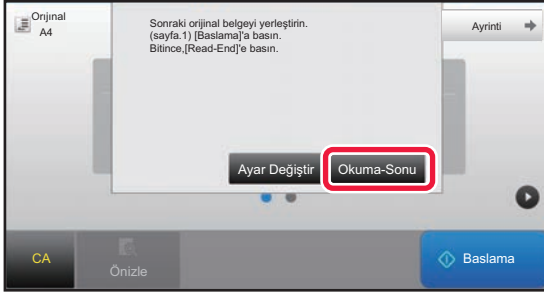 Orijinal
A4
Sonraki orijinal belgeyi yerleştirin.
(sayfa.1) [Baslama]'a basın.
Bitince,[Read-End]'e basın.
Ayrinti
Ayar Değiştir
Okuma-Sonu
CA
Önizle
Baslama